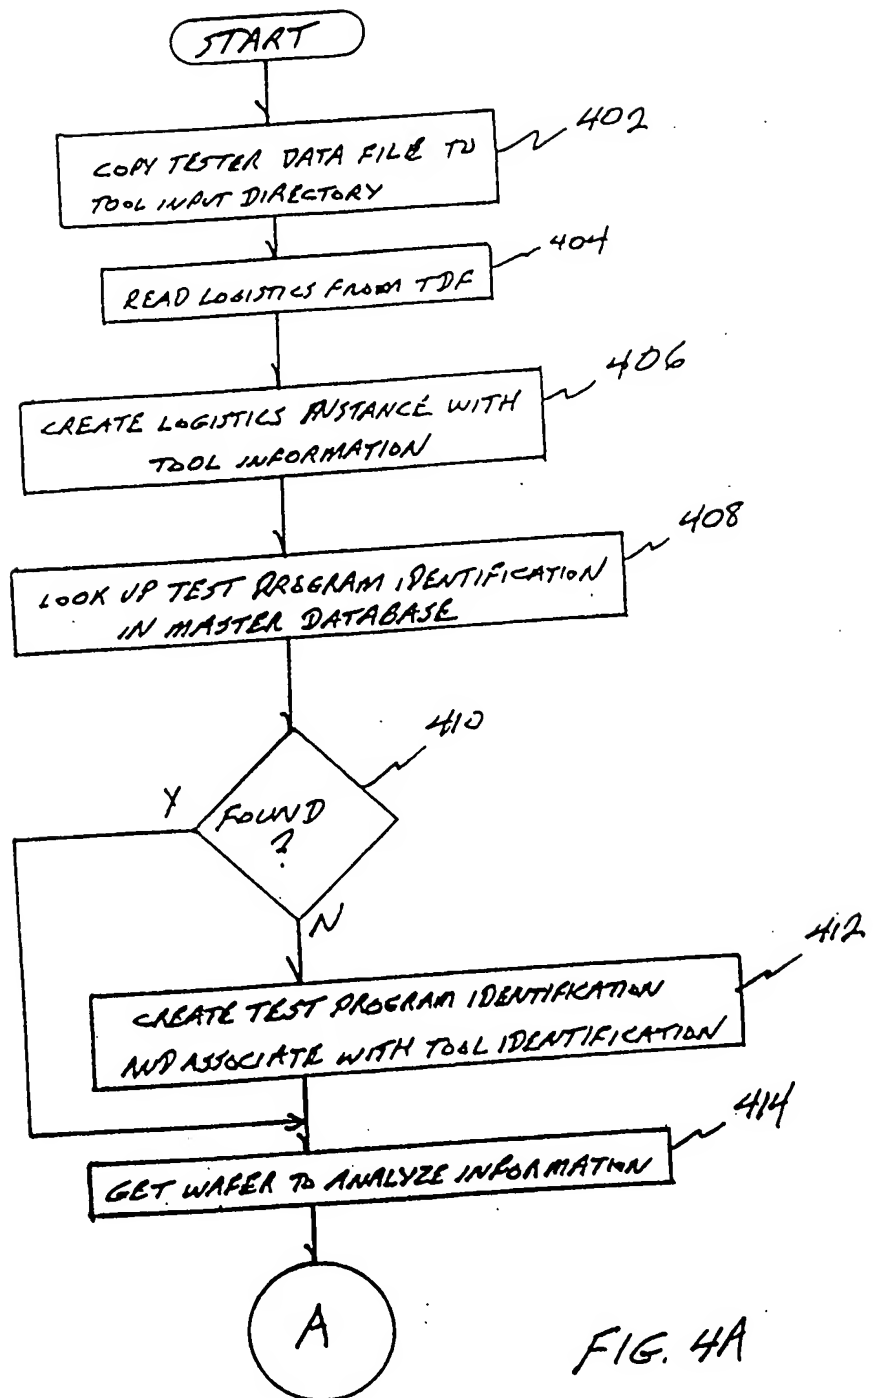 START
402
COPY TESTER DATA FILE TO
TOOL INPUT DIRECTORY
404
READ LOGISTICS FROM TDF
406
CREATE LOGISTICS INSTANCE WITH
TOOL INFORMATION
408
LOOK UP TEST PROGRAM IDENTIFICATION
IN MASTER DATABASE
410
Y
FOUND
?
N
412
CREATE TEST PROGRAM IDENTIFICATION
AND ASSOCIATE WITH TOOL IDENTIFICATION
414
GET WAFER TO ANALYZE INFORMATION
A
FIG. 4A